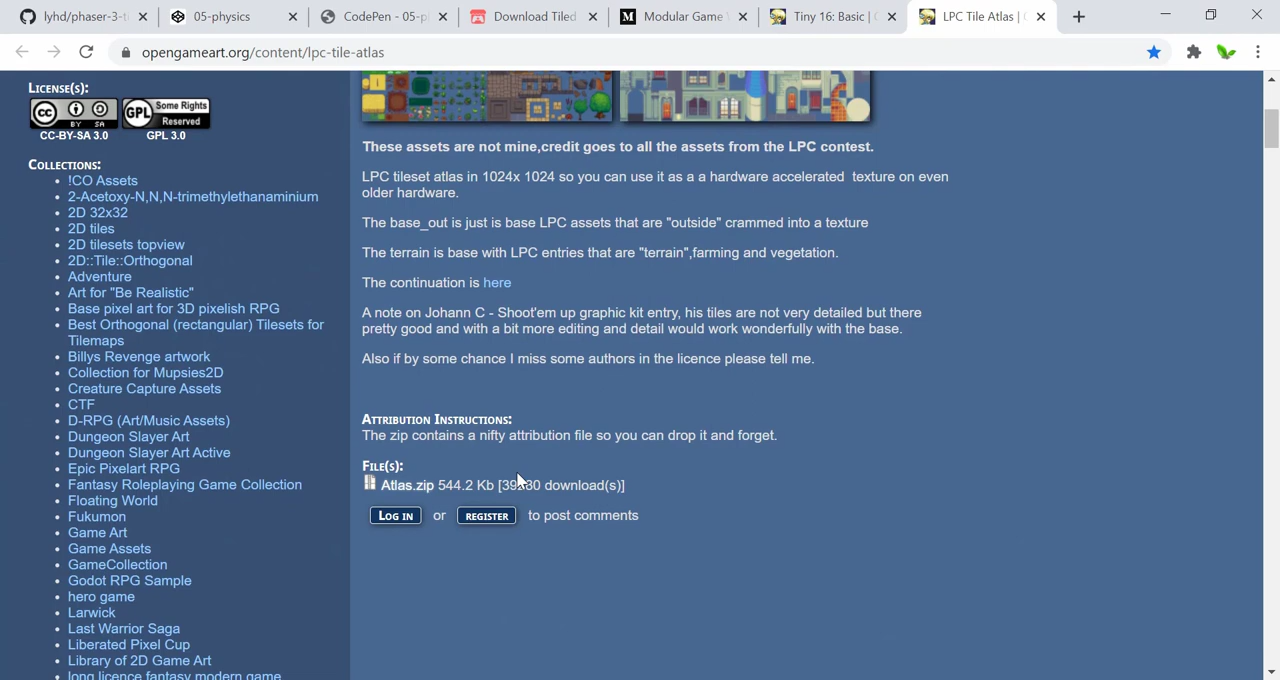 lyhd/phaser-3-t
05-physics
CodePen - 05-p
Download Tiled
Modular Game
Tiny 16: Basic |
LPC Tile Atlas |
opengameart.org/content/lpc-tile-atlas
License(s):
CC BY SA
GPL Some Rights Reserved
CC-BY-SA 3.0 GPL 3.0
Collections:
• !CO Assets
• 2-Acetoxy-N,N,N-trimethylethanaminium
• 2D 32x32
• 2D tiles
• 2D tilesets topview
• 2D::Tile::Orthogonal
• Adventure
• Art for "Be Realistic"
• Base pixel art for 3D pixelish RPG
• Best Orthogonal (rectangular) Tilesets for
Tilemaps
• Billys Revenge artwork
• Collection for Mupsies2D
• Creature Capture Assets
• CTF
• D-RPG (Art/Music Assets)
• Dungeon Slayer Art
• Dungeon Slayer Art Active
• Epic Pixelart RPG
• Fantasy Roleplaying Game Collection
• Floating World
• Fukumon
• Game Art
• Game Assets
• GameCollection
• Godot RPG Sample
• hero game
• Larwick
• Last Warrior Saga
• Liberated Pixel Cup
• Library of 2D Game Art
• long licence fantasy modern game
These assets are not mine,credit goes to all the assets from the LPC contest.
LPC tileset atlas in 1024x 1024 so you can use it as a a hardware accelerated texture on even
older hardware.
The base_out is just is base LPC assets that are "outside" crammed into a texture
The terrain is base with LPC entries that are "terrain",farming and vegetation.
The continuation is here
A note on Johann C - Shoot'em up graphic kit entry, his tiles are not very detailed but there
pretty good and with a bit more editing and detail would work wonderfully with the base.
Also if by some chance I miss some authors in the licence please tell me.
Attribution Instructions:
The zip contains a nifty attribution file so you can drop it and forget.
File(s):
Atlas.zip 544.2 Kb [ download(s)]
Log in or register to post comments